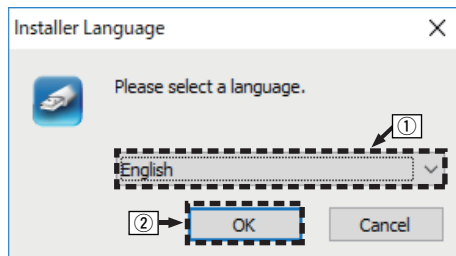 Installer Language
Please select a language.
①
English
②
OK
Cancel